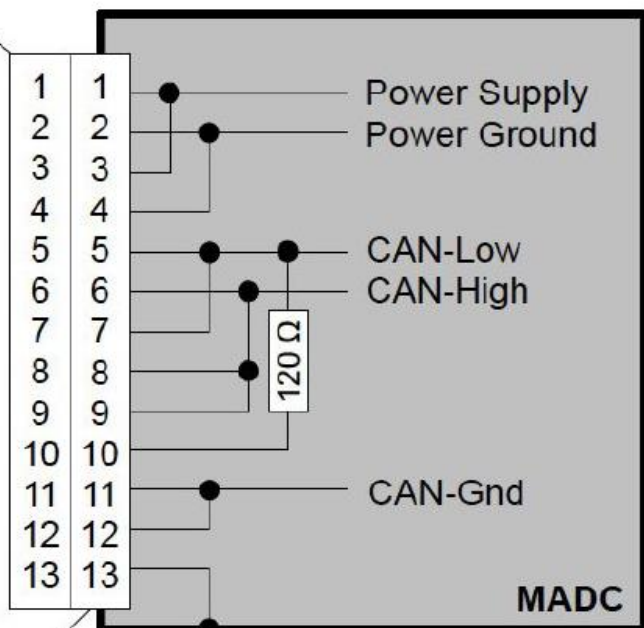 1 1 Power Supply
2 2 Power Ground
3 3
4 4
5 5 CAN-Low
6 6 CAN-High
7 7
8 8
9 9
120 Ω
10 10
11 11 CAN-Gnd
12 12
13 13
MADC